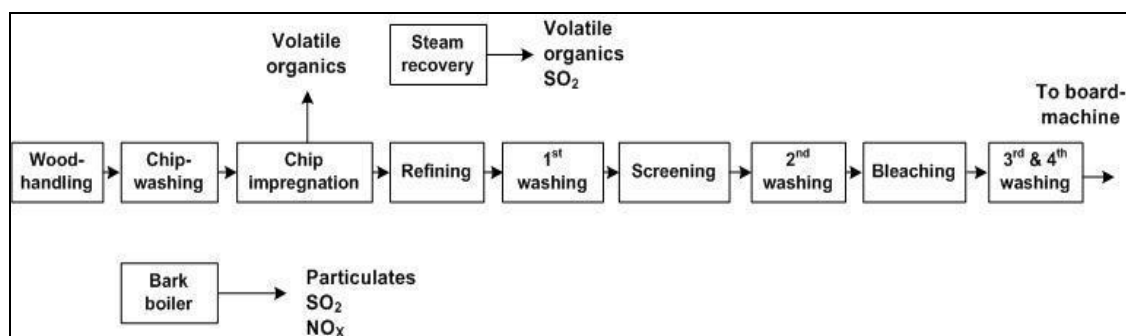 Volatile
organics
Steam
recovery
Volatile
organics
SO₂
To board-
machine
Wood-
handling
Chip-
washing
Chip
impregnation
Refining
1st
washing
Screening
2nd
washing
Bleaching
3rd & 4th
washing
Bark
boiler
Particulates
SO₂
NOX